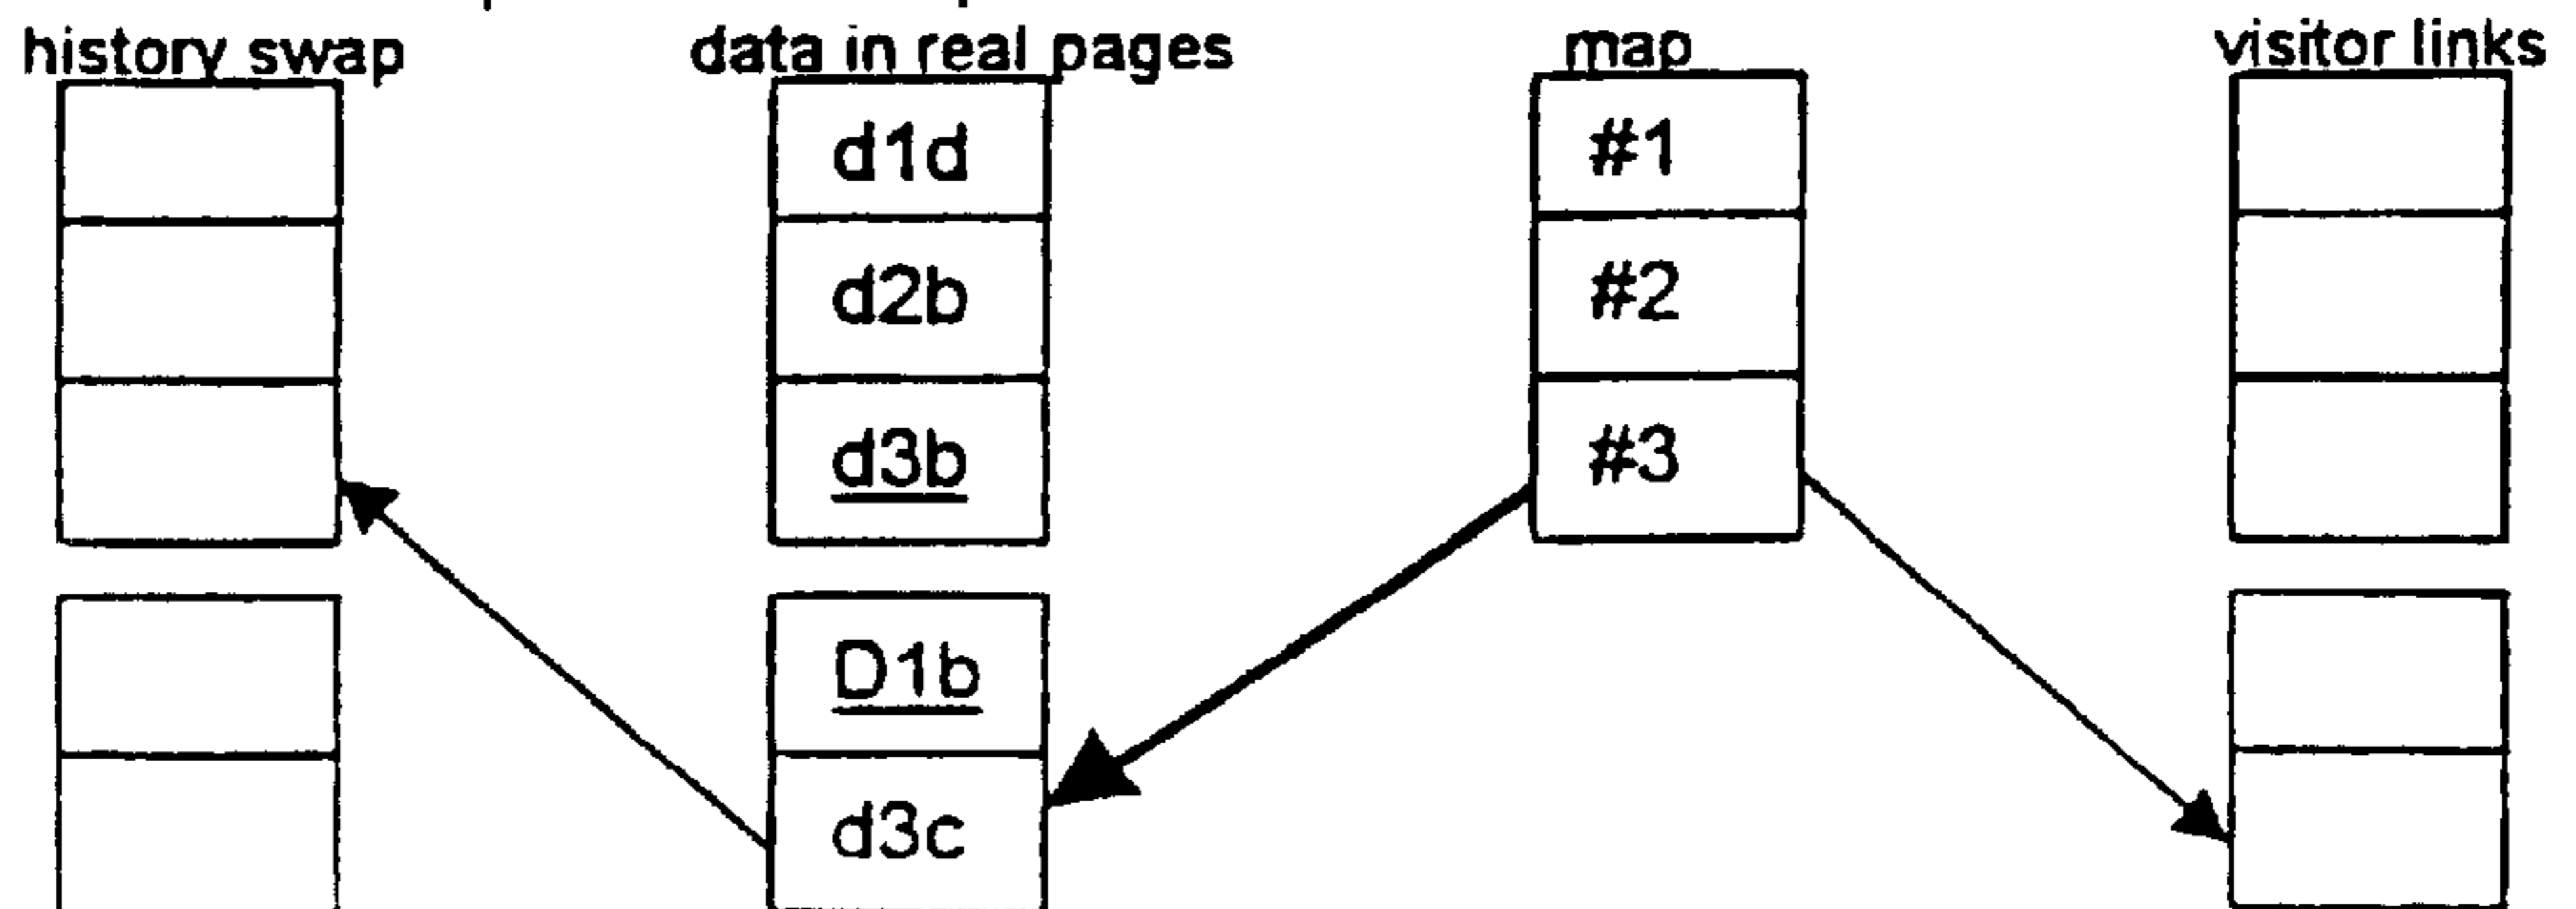 history swap data in real pages map visitor links
d1d #1
d2b #2
d3b #3
D1b
d3c